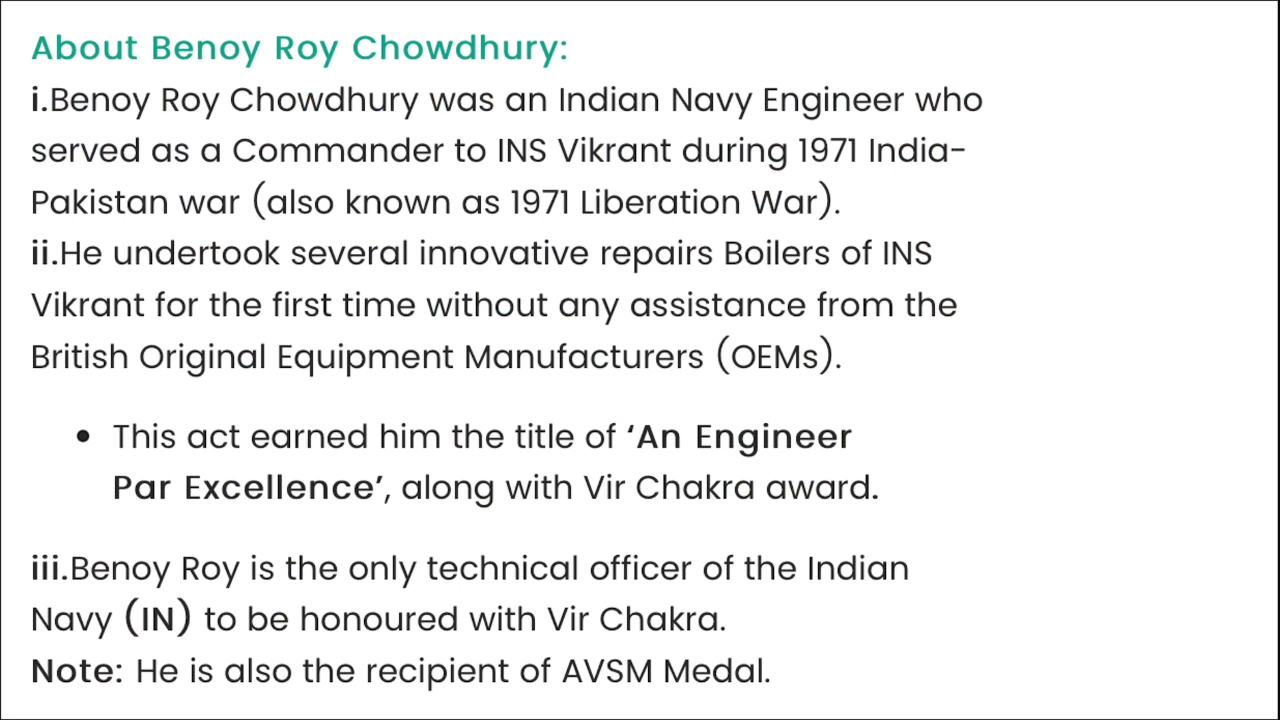 About Benoy Roy Chowdhury:
i.Benoy Roy Chowdhury was an Indian Navy Engineer who
served as a Commander to INS Vikrant during 1971 India-
Pakistan war (also known as 1971 Liberation War).
ii.He undertook several innovative repairs Boilers of INS
Vikrant for the first time without any assistance from the
British Original Equipment Manufacturers (OEMs).
• This act earned him the title of ‘An Engineer
Par Excellence’, along with Vir Chakra award.
iii.Benoy Roy is the only technical officer of the Indian
Navy (IN) to be honoured with Vir Chakra.
Note: He is also the recipient of AVSM Medal.